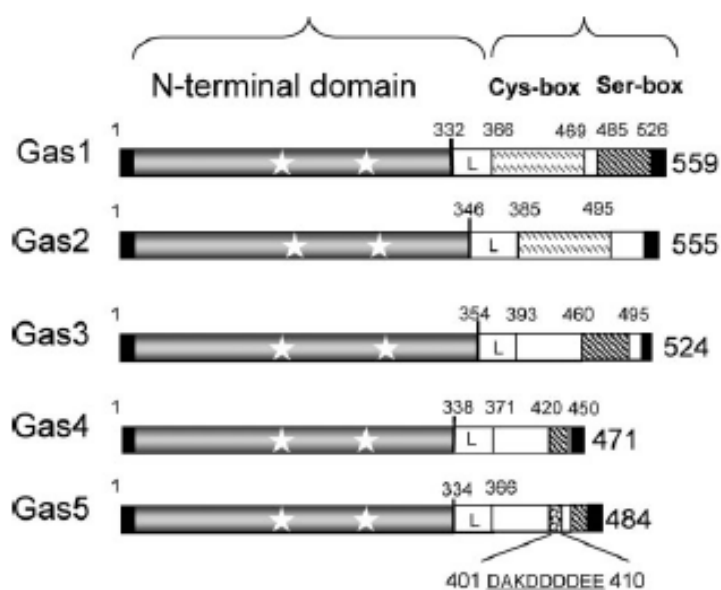 N-terminal domain Cys-box Ser-box
1 332 366 469 485 526
Gas1 L 559
1 346 385 495
Gas2 L 555
1 354 393 460 495
Gas3 L 524
1 338 371 420 450
Gas4 L 471
1 334 366
Gas5 L 484
401 DAKDDDDEE 410